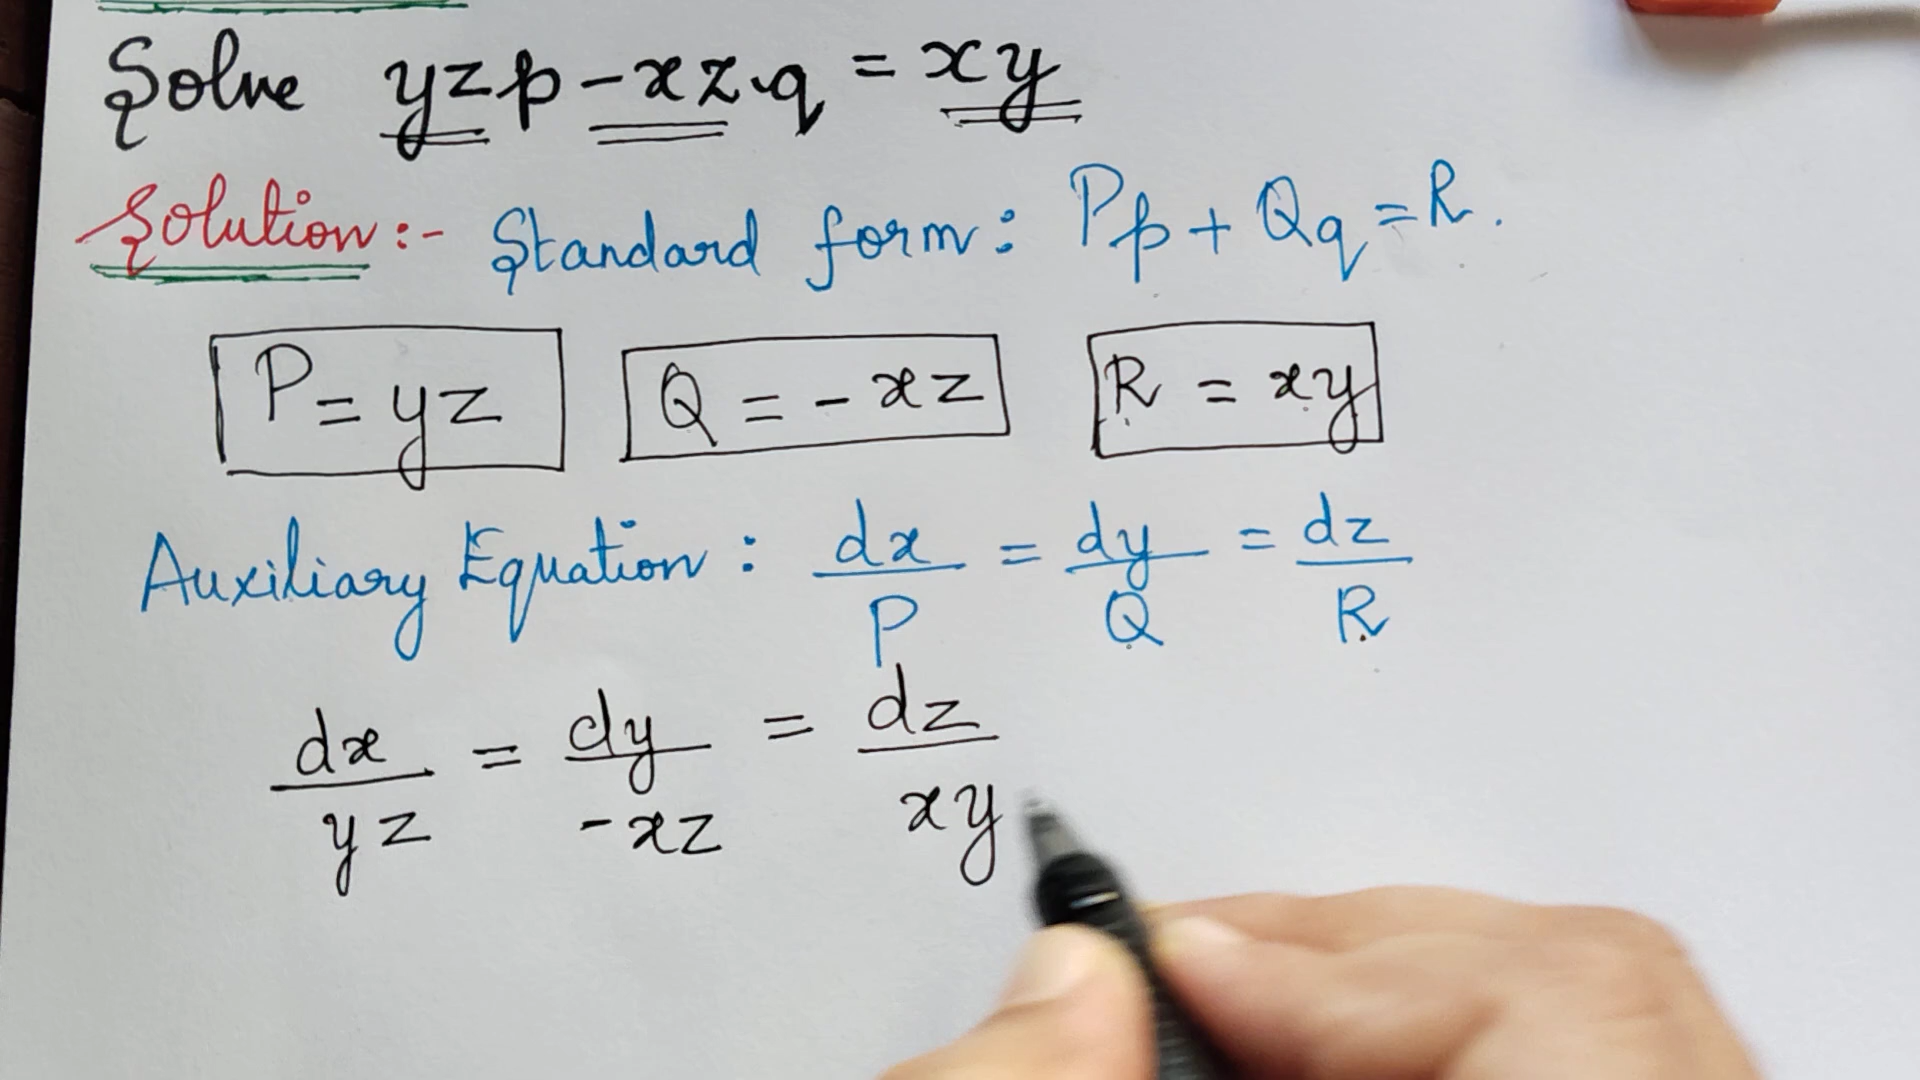 Solve yzp - xz.q = xy
Solution:- Standard form: Pp + Qq = R.
P = yz Q = - xz R = xy
Auxiliary Equation: dx/P = dy/Q = dz/R
dx/yz = dy/-xz = dz/xy